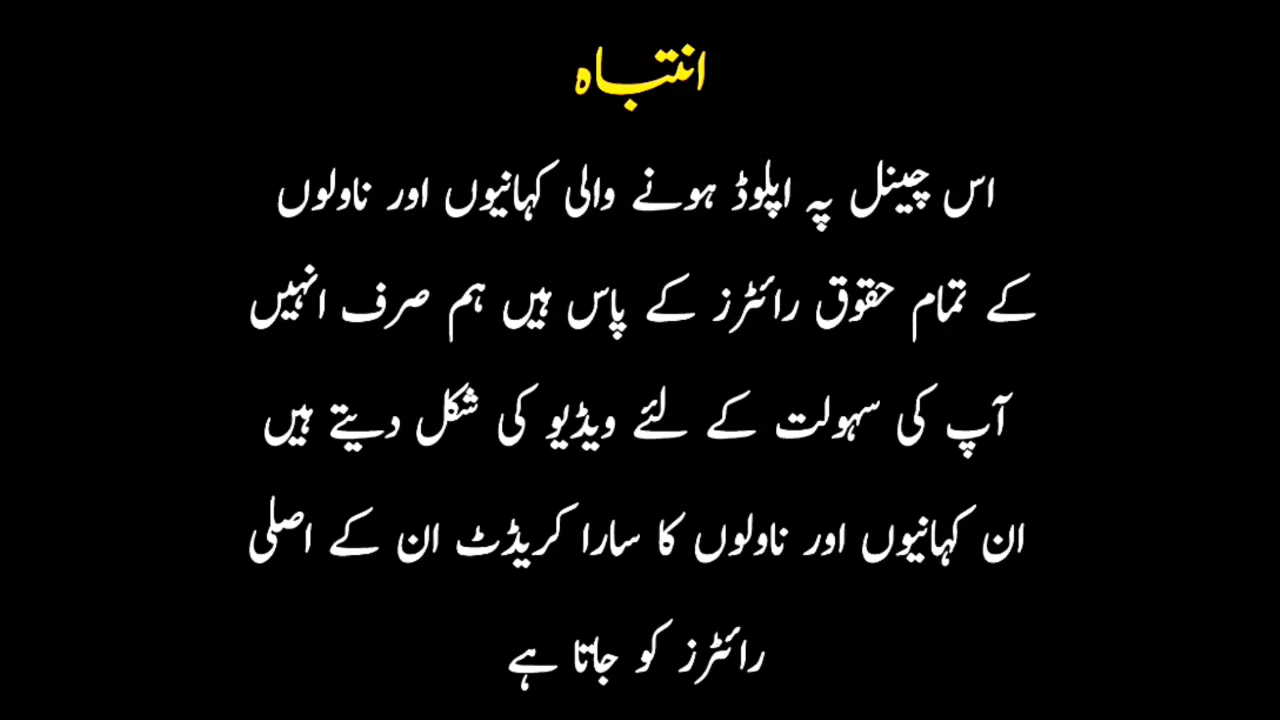 انتباہ
اس چینل پہ اپلوڈ ہونے والی کہانیوں اور ناولوں
کے تمام حقوق رائٹرز کے پاس ہیں ہم صرف انہیں
آپ کی سہولت کے لئے ویڈیو کی شکل دیتے ہیں
ان کہانیوں اور ناولوں کا سارا کریڈٹ ان کے اصلی
رائٹرز کو جاتا ہے